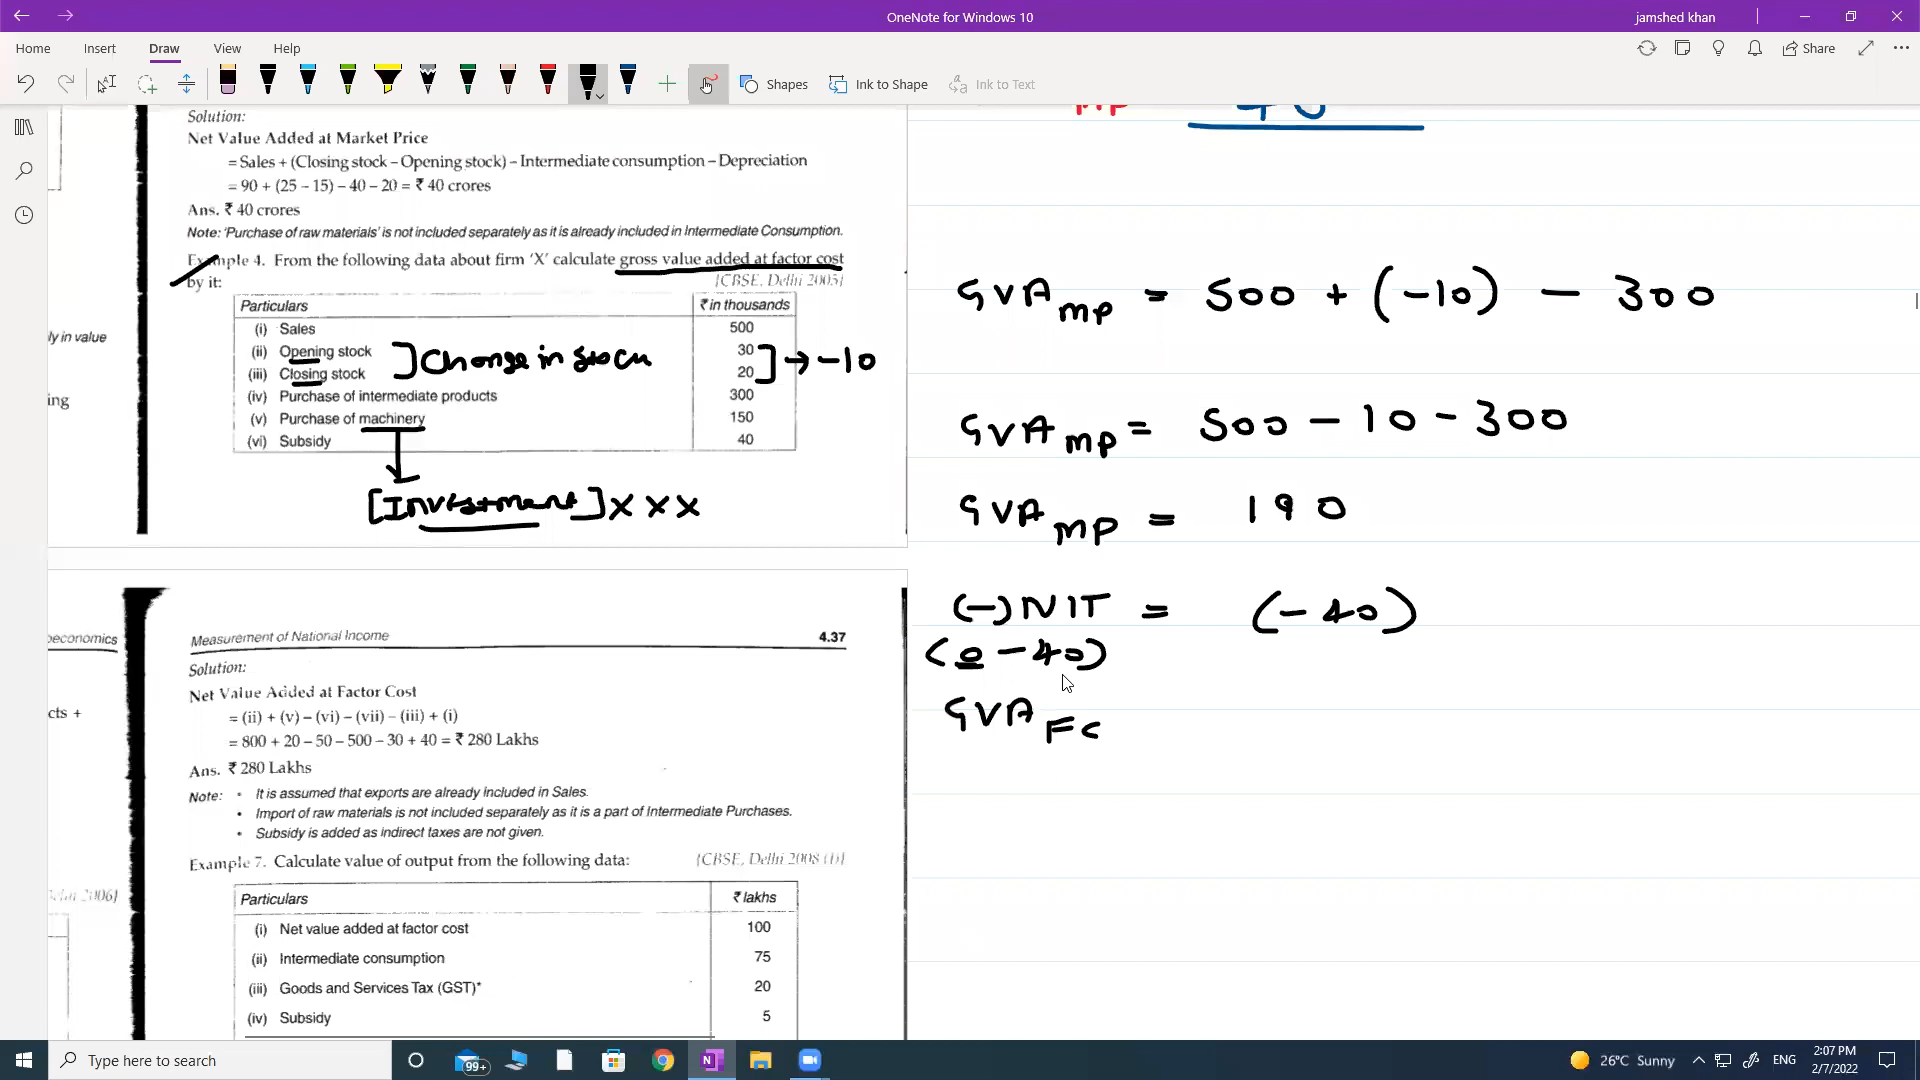 OneNote for Windows 10
jamshed khan
Home Insert Draw View Help
Share
Shapes Ink to Shape Ink to Text
Solution:
Net Value Added at Market Price
= Sales + (Closing stock – Opening stock) – Intermediate consumption – Depreciation
= 90 + (25 – 15) – 40 – 20 = ₹ 40 crores
Ans. ₹ 40 crores
Note: 'Purchase of raw materials' is not included separately as it is already included in Intermediate Consumption.
Example 4. From the following data about firm 'X' calculate gross value added at factor cost
by it: [CBSE, Delhi 2005]
Particulars ₹ in thousands
(i) Sales 500
(ii) Opening stock 30
(iii) Closing stock 20
] Change in Stock ] → -10
(iv) Purchase of intermediate products 300
(v) Purchase of machinery 150
(vi) Subsidy 40
[Investment] X X X
ly in value
ing
MP 40
GVA MP = 500 + (-10) - 300
GVA MP = 500 - 10 - 300
GVA MP = 190
(-) NIT = (-40)
(0 - 40)
GVA FC
oeconomics
cts +
2006]
Measurement of National Income 4.37
Solution:
Net Value Added at Factor Cost
= (ii) + (v) – (vi) – (vii) – (iii) + (i)
= 800 + 20 – 50 – 500 – 30 + 40 = ₹ 280 Lakhs
Ans. ₹ 280 Lakhs
Note: • It is assumed that exports are already included in Sales.
• Import of raw materials is not included separately as it is a part of Intermediate Purchases.
• Subsidy is added as indirect taxes are not given.
Example 7. Calculate value of output from the following data: [CBSE, Delhi 2008 (I)]
Particulars ₹ lakhs
(i) Net value added at factor cost 100
(ii) Intermediate consumption 75
(iii) Goods and Services Tax (GST)* 20
(iv) Subsidy 5
Type here to search
99+
26°C Sunny
ENG
2:07 PM
2/7/2022